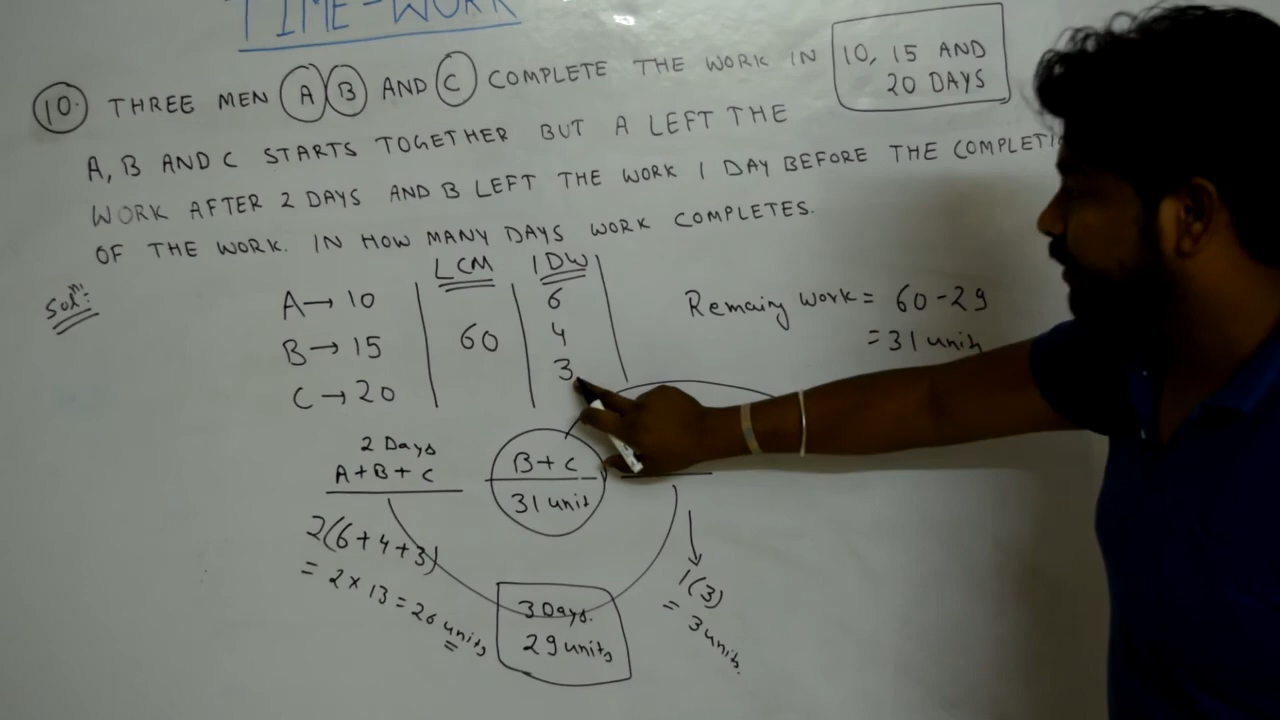 TIME-WORK
10. THREE MEN A B AND C COMPLETE THE WORK IN 10, 15 AND
20 DAYS
A, B AND C STARTS TOGETHER BUT A LEFT THE
WORK AFTER 2 DAYS AND B LEFT THE WORK 1 DAY BEFORE THE COMPLETI
OF THE WORK. IN HOW MANY DAYS WORK COMPLETES.
Solⁿ:
LCM 1DW
A→10 6
B→15 60 4
C→20 3
Remaing work = 60-29
=31 units
2 Days
A+B+C
B+C
31 unit
2(6+4+3)
= 2×13=26 units
1(3)
= 3 units.
3 Days.
29 units